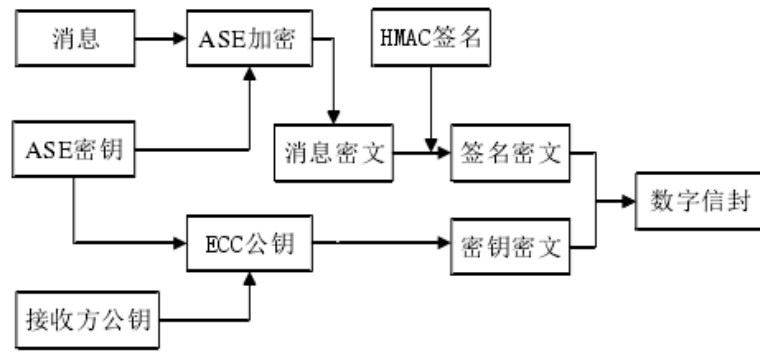 消息
ASE加密
HMAC签名
ASE密钥
消息密文
签名密文
数字信封
ECC公钥
密钥密文
接收方公钥